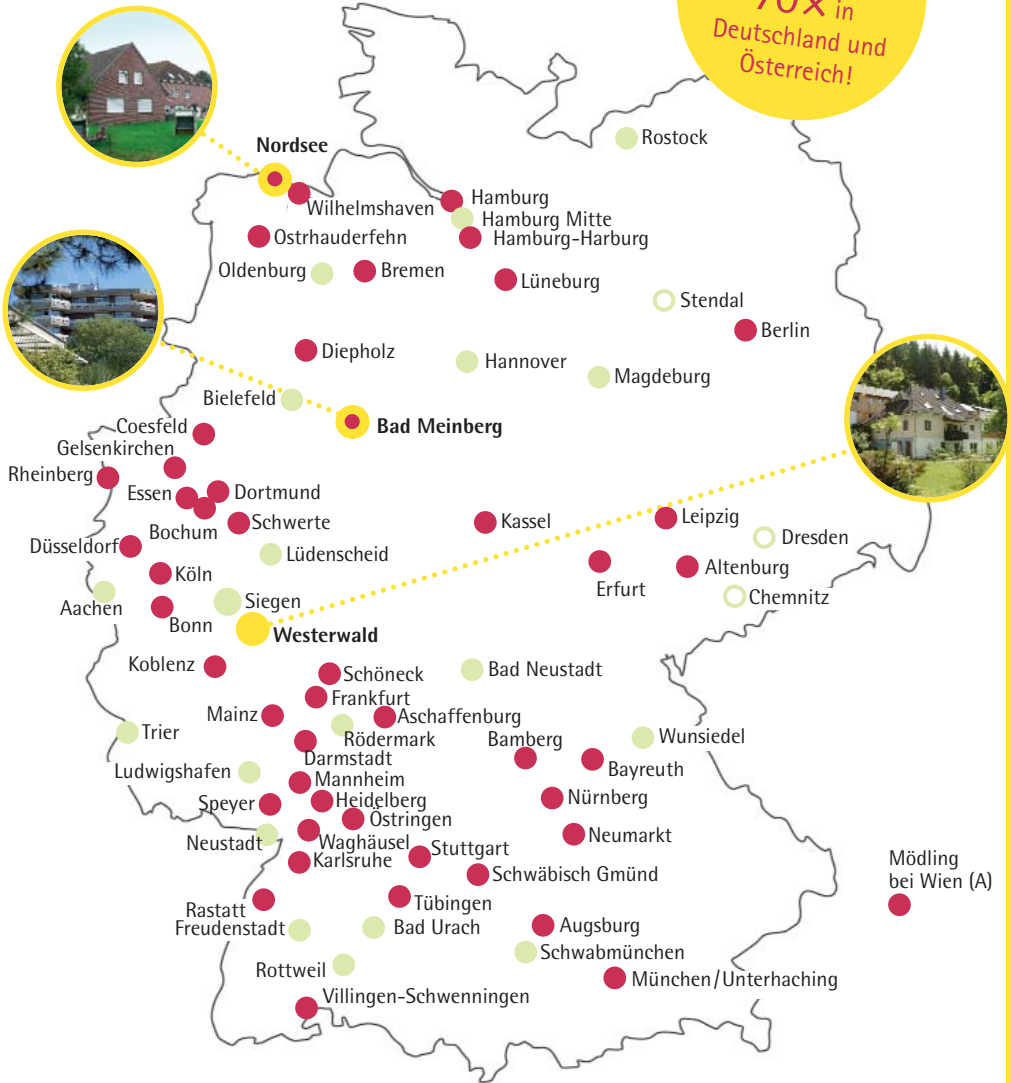 70× in
Deutschland und
Österreich!
Rostock
Nordsee
Wilhelmshaven
Hamburg
Hamburg Mitte
Hamburg-Harburg
Ostrhauderfehn
Oldenburg
Bremen
Lüneburg
Stendal
Berlin
Diepholz
Hannover
Magdeburg
Bielefeld
Bad Meinberg
Coesfeld
Gelsenkirchen
Rheinberg
Essen
Dortmund
Bochum
Schwerte
Kassel
Leipzig
Düsseldorf
Lüdenscheid
Dresden
Köln
Erfurt
Altenburg
Aachen
Siegen
Chemnitz
Bonn
Westerwald
Koblenz
Schöneck
Bad Neustadt
Frankfurt
Mainz
Aschaffenburg
Trier
Rödermark
Bamberg
Wunsiedel
Darmstadt
Bayreuth
Ludwigshafen
Mannheim
Speyer
Heidelberg
Nürnberg
Östringen
Neustadt
Waghäusel
Neumarkt
Karlsruhe
Stuttgart
Schwäbisch Gmünd
Mödling
bei Wien (A)
Rastatt
Tübingen
Freudenstadt
Bad Urach
Augsburg
Schwabmünchen
Rottweil
München/Unterhaching
Villingen-Schwenningen